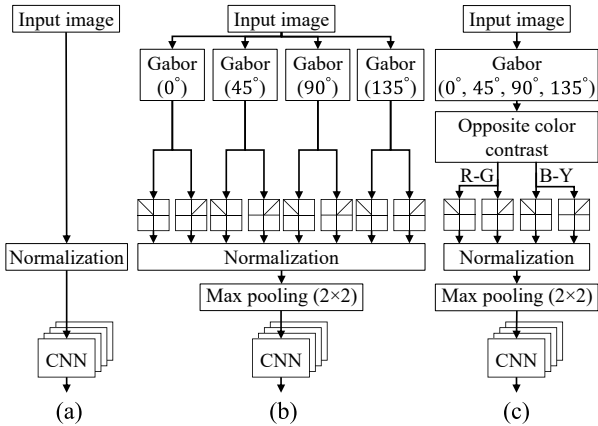 Input image
Normalization
CNN
(a)
Input image
Gabor
(0°)
Gabor
(45°)
Gabor
(90°)
Gabor
(135°)
Normalization
Max pooling (2×2)
CNN
(b)
Input image
Gabor
(0°, 45°, 90°, 135°)
Opposite color
contrast
R-G
B-Y
Normalization
Max pooling (2×2)
CNN
(c)